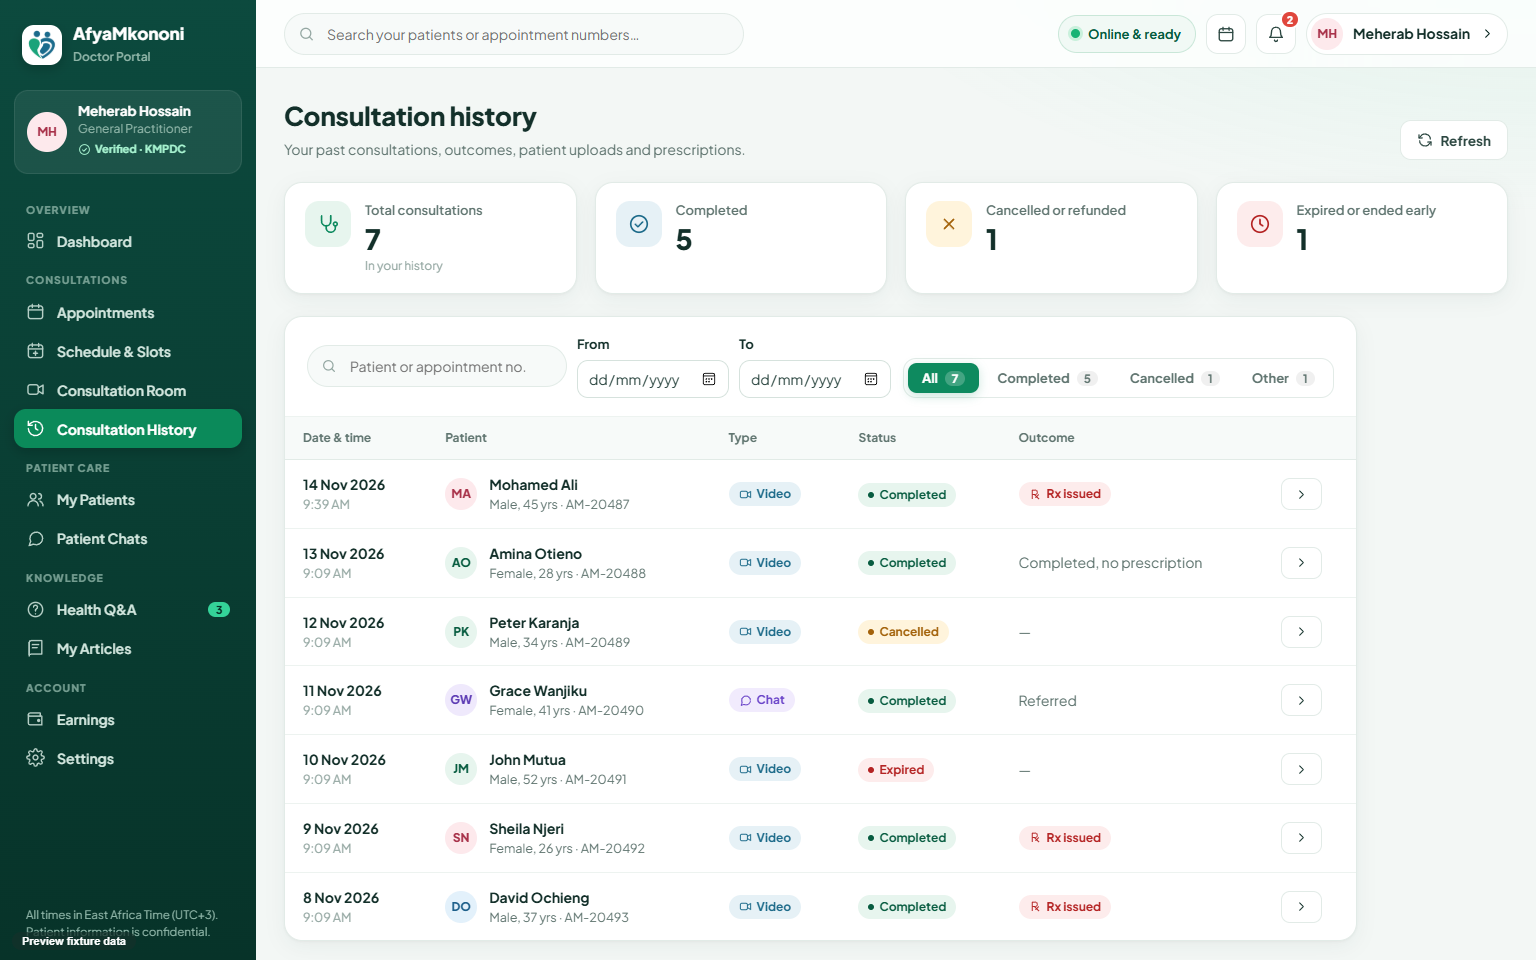 AfyaMkononi
Doctor Portal
MH
Meherab Hossain
General Practitioner
Verified · KMPDC
OVERVIEW
Dashboard
CONSULTATIONS
Appointments
Schedule & Slots
Consultation Room
Consultation History
PATIENT CARE
My Patients
Patient Chats
KNOWLEDGE
Health Q&A 3
My Articles
ACCOUNT
Earnings
Settings
All times in East Africa Time (UTC+3).
Patient information is confidential.
Preview fixture data
Search your patients or appointment numbers...
Online & ready
2
MH Meherab Hossain
Consultation history
Your past consultations, outcomes, patient uploads and prescriptions.
Refresh
Total consultations
7
In your history
Completed
5
Cancelled or refunded
1
Expired or ended early
1
Patient or appointment no.
From
dd/mm/yyyy
To
dd/mm/yyyy
All 7 Completed 5 Cancelled 1 Other 1
Date & time Patient Type Status Outcome
14 Nov 2026
9:39 AM
MA
Mohamed Ali
Male, 45 yrs · AM-20487
Video
Completed
Rx issued
13 Nov 2026
9:09 AM
AO
Amina Otieno
Female, 28 yrs · AM-20488
Video
Completed
Completed, no prescription
12 Nov 2026
9:09 AM
PK
Peter Karanja
Male, 34 yrs · AM-20489
Video
Cancelled
—
11 Nov 2026
9:09 AM
GW
Grace Wanjiku
Female, 41 yrs · AM-20490
Chat
Completed
Referred
10 Nov 2026
9:09 AM
JM
John Mutua
Male, 52 yrs · AM-20491
Video
Expired
—
9 Nov 2026
9:09 AM
SN
Sheila Njeri
Female, 26 yrs · AM-20492
Video
Completed
Rx issued
8 Nov 2026
9:09 AM
DO
David Ochieng
Male, 37 yrs · AM-20493
Video
Completed
Rx issued